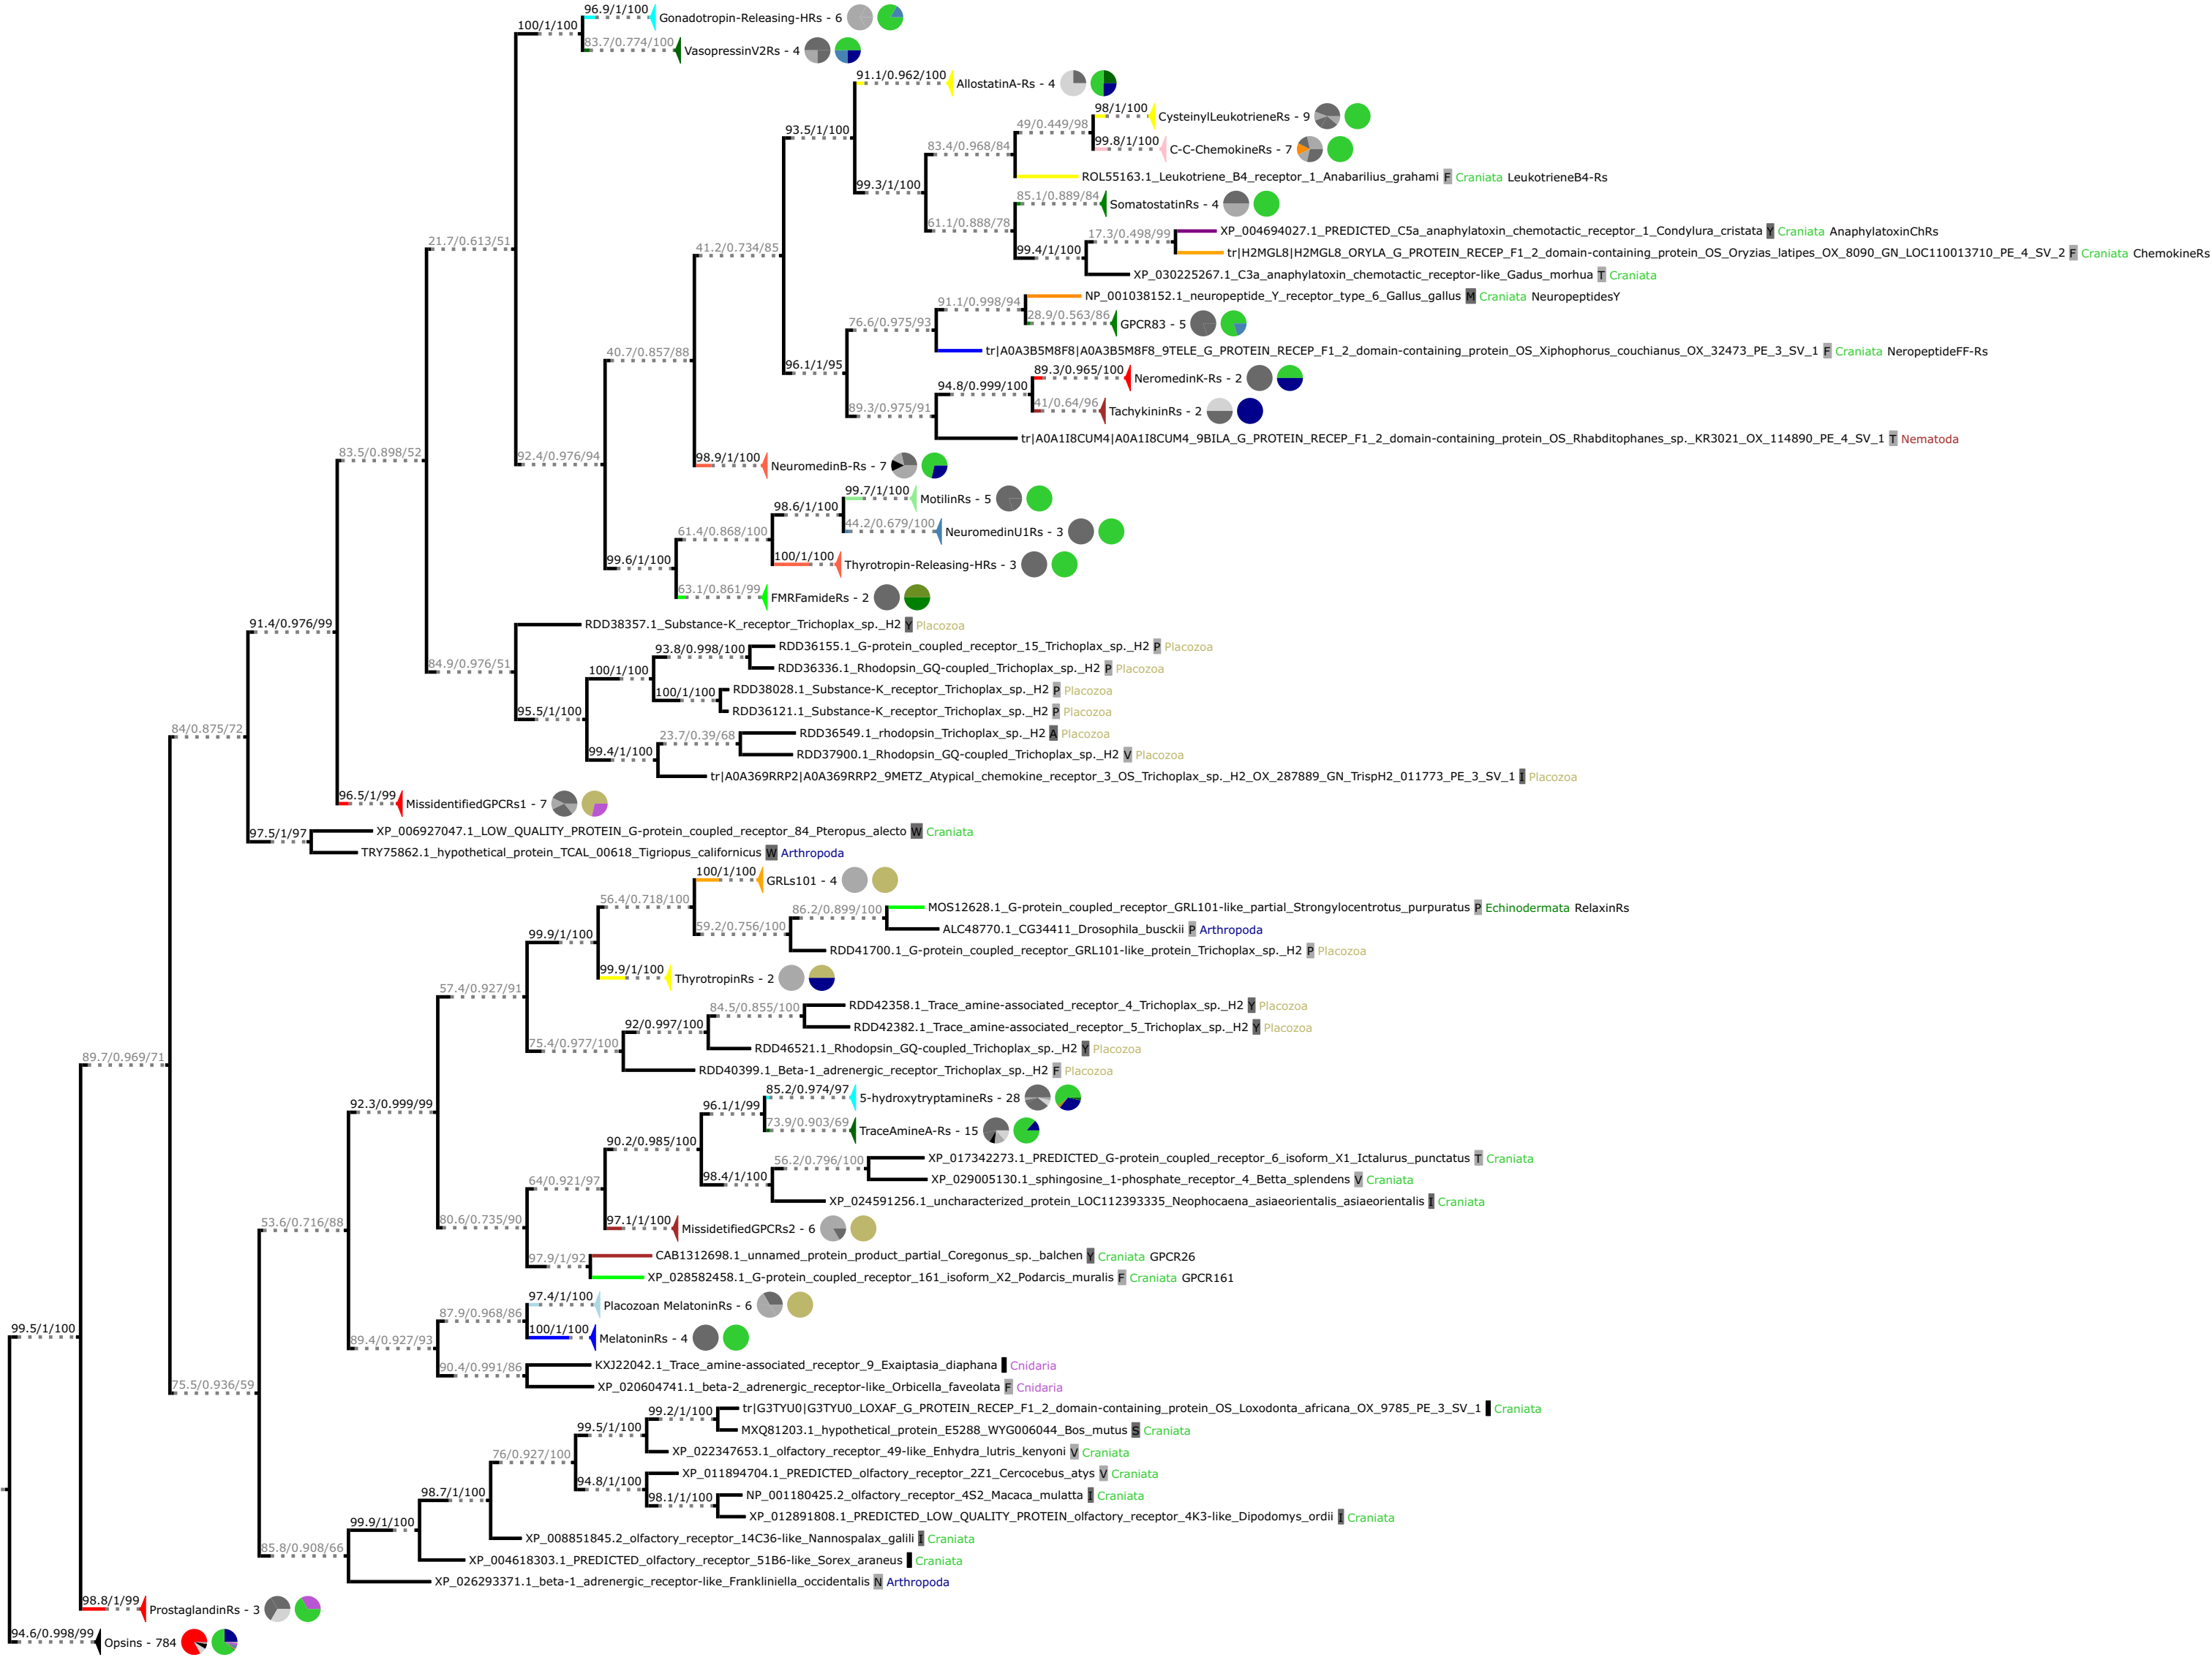 96.9/1/100
Gonadotropin-Releasing-HRs - 6
100/1/100
83.7/0.774/100
VasopressinV2Rs - 4
91.1/0.962/100
AllostatinA-Rs - 4
98/1/100
CysteinylLeukotrieneRs - 9
93.5/1/100
49/0.449/98
99.8/1/100
C-C-ChemokineRs - 7
83.4/0.968/84
ROL55163.1_Leukotriene_B4_receptor_1_Anabarilius_grahami F Craniata LeukotrieneB4-Rs
99.3/1/100
85.1/0.889/84
SomatostatinRs - 4
61.1/0.888/78
17.3/0.498/99
XP_004694027.1_PREDICTED_C5a_anaphylatoxin_chemotactic_receptor_1_Condylura_cristata Y Craniata AnaphylatoxinChRs
21.7/0.613/51
99.4/1/100
tr|H2MGL8|H2MGL8_ORYLA_G_PROTEIN_RECEP_F1_2_domain-containing_protein_OS_Oryzias_latipes_OX_8090_GN_LOC110013710_PE_4_SV_2 F Craniata ChemokineRs
41.2/0.734/85
XP_030225267.1_C3a_anaphylatoxin_chemotactic_receptor-like_Gadus_morhua T Craniata
91.1/0.998/94
NP_001038152.1_neuropeptide_Y_receptor_type_6_Gallus_gallus M Craniata NeuropeptidesY
76.6/0.975/93
28.9/0.563/86
GPCR83 - 5
40.7/0.857/88
tr|A0A3B5M8F8|A0A3B5M8F8_9TELE_G_PROTEIN_RECEP_F1_2_domain-containing_protein_OS_Xiphophorus_couchianus_OX_32473_PE_3_SV_1 F Craniata NeropeptideFF-Rs
96.1/1/95
89.3/0.965/100
NeromedinK-Rs - 2
94.8/0.999/100
41/0.64/96
TachykininRs - 2
89.3/0.975/91
tr|A0A1I8CUM4|A0A1I8CUM4_9BILA_G_PROTEIN_RECEP_F1_2_domain-containing_protein_OS_Rhabditophanes_sp._KR3021_OX_114890_PE_4_SV_1 T Nematoda
83.5/0.898/52
92.4/0.976/94
98.9/1/100
NeuromedinB-Rs - 7
99.7/1/100
MotilinRs - 5
98.6/1/100
44.2/0.679/100
NeuromedinU1Rs - 3
61.4/0.868/100
99.6/1/100
100/1/100
Thyrotropin-Releasing-HRs - 3
63.1/0.861/99
FMRFamideRs - 2
91.4/0.976/99
RDD38357.1_Substance-K_receptor_Trichoplax_sp._H2 Y Placozoa
93.8/0.998/100
RDD36155.1_G-protein_coupled_receptor_15_Trichoplax_sp._H2 P Placozoa
84.9/0.976/51
100/1/100
RDD36336.1_Rhodopsin_GQ-coupled_Trichoplax_sp._H2 P Placozoa
100/1/100
RDD38028.1_Substance-K_receptor_Trichoplax_sp._H2 P Placozoa
95.5/1/100
RDD36121.1_Substance-K_receptor_Trichoplax_sp._H2 P Placozoa
84/0.875/72
23.7/0.39/68
RDD36549.1_rhodopsin_Trichoplax_sp._H2 A Placozoa
99.4/1/100
RDD37900.1_Rhodopsin_GQ-coupled_Trichoplax_sp._H2 V Placozoa
tr|A0A369RRP2|A0A369RRP2_9METZ_Atypical_chemokine_receptor_3_OS_Trichoplax_sp._H2_OX_287889_GN_TrispH2_011773_PE_3_SV_1 I Placozoa
96.5/1/99
MissidentifiedGPCRs1 - 7
97.5/1/97
XP_006927047.1_LOW_QUALITY_PROTEIN_G-protein_coupled_receptor_84_Pteropus_alecto W Craniata
TRY75862.1_hypothetical_protein_TCAL_00618_Tigriopus_californicus W Arthropoda
100/1/100
GRLs101 - 4
56.4/0.718/100
86.2/0.899/100
MOS12628.1_G-protein_coupled_receptor_GRL101-like_partial_Strongylocentrotus_purpuratus P Echinodermata RelaxinRs
99.9/1/100
59.2/0.756/100
ALC48770.1_CG34411_Drosophila_busckii P Arthropoda
RDD41700.1_G-protein_coupled_receptor_GRL101-like_protein_Trichoplax_sp._H2 P Placozoa
57.4/0.927/91
99.9/1/100
ThyrotropinRs - 2
84.5/0.855/100
RDD42358.1_Trace_amine-associated_receptor_4_Trichoplax_sp._H2 Y Placozoa
92/0.997/100
RDD42382.1_Trace_amine-associated_receptor_5_Trichoplax_sp._H2 Y Placozoa
75.4/0.977/100
RDD46521.1_Rhodopsin_GQ-coupled_Trichoplax_sp._H2 Y Placozoa
89.7/0.969/71
RDD40399.1_Beta-1_adrenergic_receptor_Trichoplax_sp._H2 F Placozoa
92.3/0.999/99
85.2/0.974/97
5-hydroxytryptamineRs - 28
96.1/1/99
73.9/0.903/69
TraceAmineA-Rs - 15
90.2/0.985/100
56.2/0.796/100
XP_017342273.1_PREDICTED_G-protein_coupled_receptor_6_isoform_X1_Ictalurus_punctatus T Craniata
98.4/1/100
XP_029005130.1_sphingosine_1-phosphate_receptor_4_Betta_splendens V Craniata
64/0.921/97
XP_024591256.1_uncharacterized_protein_LOC112393335_Neophocaena_asiaeorientalis_asiaeorientalis I Craniata
53.6/0.716/88
80.6/0.735/90
97.1/1/100
MissidetifiedGPCRs2 - 6
97.9/1/92
CAB1312698.1_unnamed_protein_product_partial_Coregonus_sp._balchen Y Craniata GPCR26
XP_028582458.1_G-protein_coupled_receptor_161_isoform_X2_Podarcis_muralis F Craniata GPCR161
97.4/1/100
Placozoan MelatoninRs - 6
87.9/0.968/86
99.5/1/100
89.4/0.927/93
100/1/100
MelatoninRs - 4
90.4/0.991/86
KXJ22042.1_Trace_amine-associated_receptor_9_Exaiptasia_diaphana Cnidaria
75.5/0.936/59
XP_020604741.1_beta-2_adrenergic_receptor-like_Orbicella_faveolata F Cnidaria
99.2/1/100
tr|G3TYU0|G3TYU0_LOXAF_G_PROTEIN_RECEP_F1_2_domain-containing_protein_OS_Loxodonta_africana_OX_9785_PE_3_SV_1 Craniata
99.5/1/100
MXQ81203.1_hypothetical_protein_E5288_WYG006044_Bos_mutus S Craniata
76/0.927/100
XP_022347653.1_olfactory_receptor_49-like_Enhydra_lutris_kenyoni V Craniata
94.8/1/100
XP_011894704.1_PREDICTED_olfactory_receptor_2Z1_Cercocebus_atys V Craniata
98.7/1/100
98.1/1/100
NP_001180425.2_olfactory_receptor_4S2_Macaca_mulatta I Craniata
99.9/1/100
XP_012891808.1_PREDICTED_LOW_QUALITY_PROTEIN_olfactory_receptor_4K3-like_Dipodomys_ordii I Craniata
XP_008851845.2_olfactory_receptor_14C36-like_Nannospalax_galili I Craniata
85.8/0.908/66
XP_004618303.1_PREDICTED_olfactory_receptor_51B6-like_Sorex_araneus Craniata
XP_026293371.1_beta-1_adrenergic_receptor-like_Frankliniella_occidentalis N Arthropoda
98.8/1/99
ProstaglandinRs - 3
94.6/0.998/99
Opsins - 784